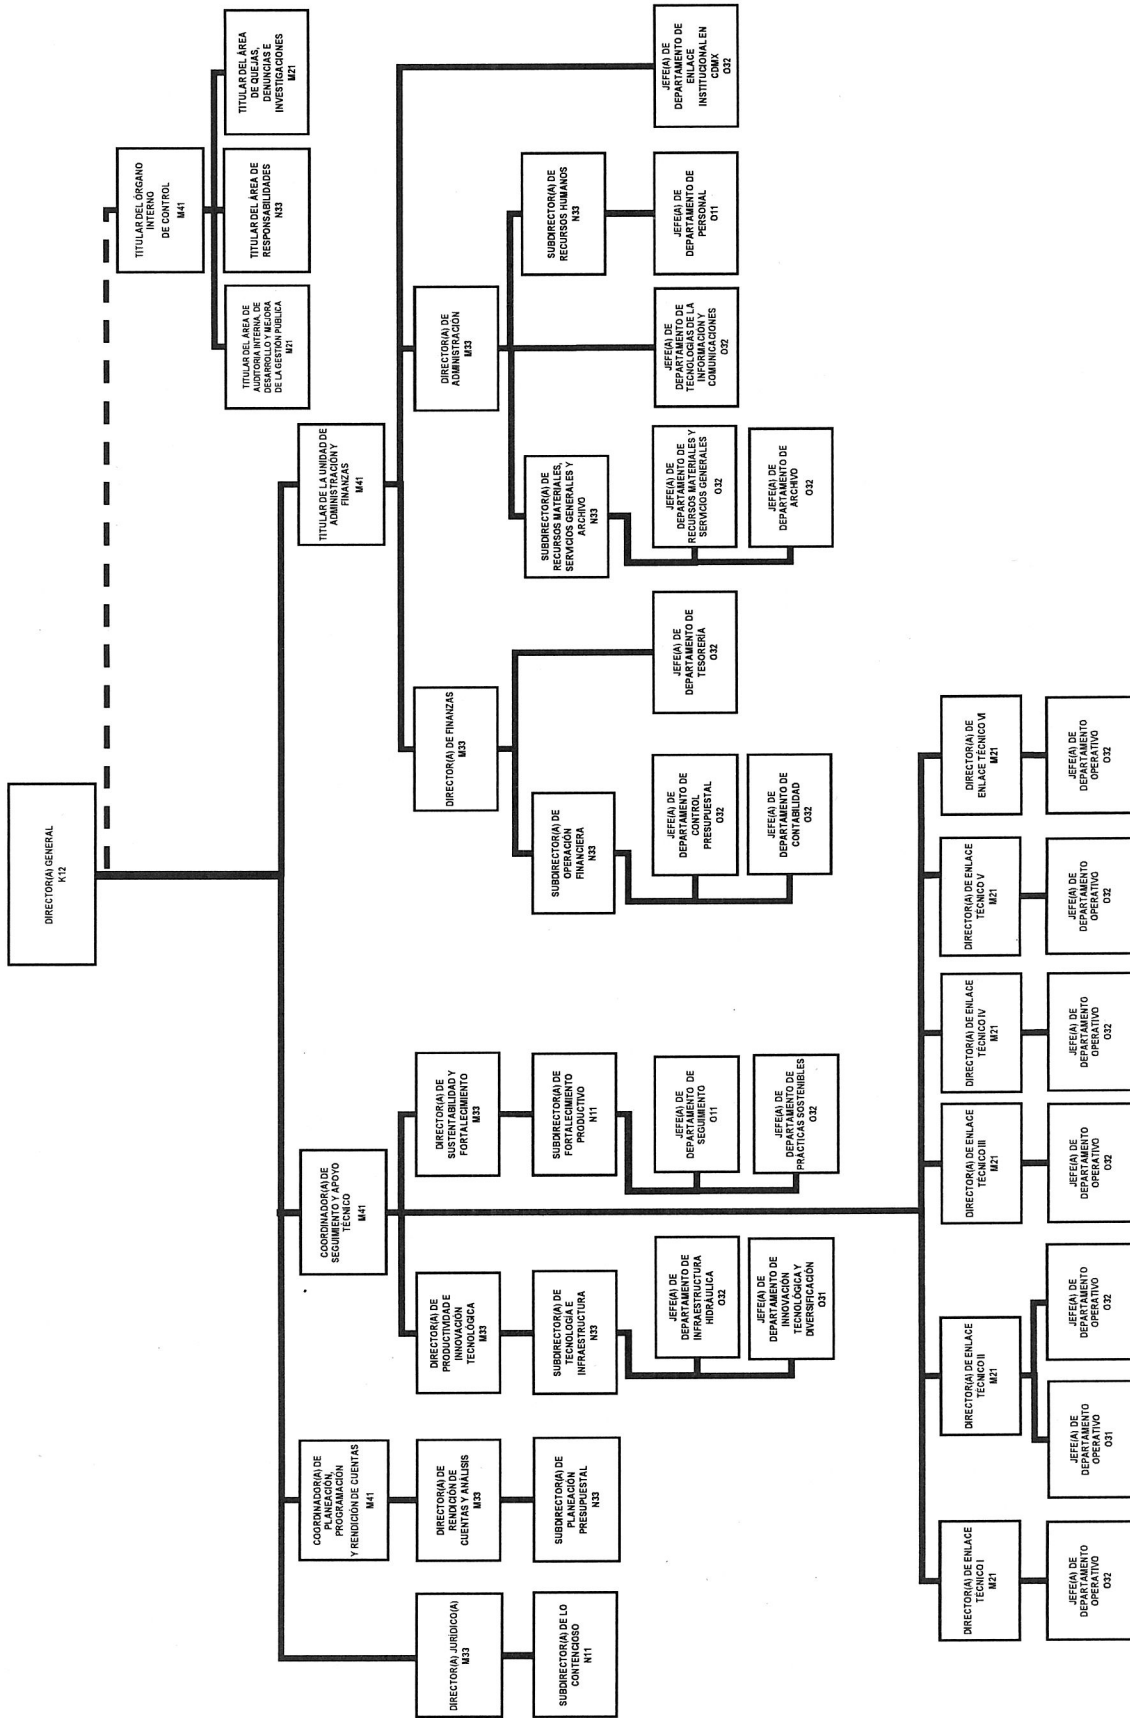 DIRECTOR(A) GENERAL
K12
TITULAR DEL ÓRGANO
INTERNO
DE CONTROL
M41
TITULAR DEL ÁREA DE
AUDITORIA INTERNA, DE
DESARROLLO Y MEJORA
DE LA GESTIÓN PÚBLICA
M21
TITULAR DEL ÁREA DE
RESPONSABILIDADES
N33
TITULAR DEL ÁREA
DE QUEJAS,
DENUNCIAS E
INVESTIGACIONES
M21
COORDINADOR(A) DE
PLANEACIÓN,
PROGRAMACIÓN
Y RENDICIÓN DE CUENTAS
M41
COORDINADOR(A) DE
SEGUIMIENTO Y APOYO
TÉCNICO
M41
TITULAR DE LA UNIDAD DE
ADMINISTRACIÓN Y
FINANZAS
M41
DIRECTOR(A) JURÍDICO(A)
M33
DIRECTOR(A) DE
RENDICIÓN DE
CUENTAS Y ANÁLISIS
M33
DIRECTOR(A) DE
PRODUCTIVIDAD E
INNOVACIÓN
TECNOLÓGICA
M33
DIRECTOR(A) DE
SUSTENTABILIDAD Y
FORTALECIMIENTO
M33
DIRECTOR(A) DE FINANZAS
M33
DIRECTOR(A) DE
ADMINISTRACIÓN
M33
SUBDIRECTOR(A) DE LO
CONTENCIOSO
N11
SUBDIRECTOR(A) DE
PLANEACIÓN
PRESUPUESTAL
N33
SUBDIRECTOR(A) DE
TECNOLOGÍA E
INFRAESTRUCTURA
N33
SUBDIRECTOR(A) DE
FORTALECIMIENTO
PRODUCTIVO
N11
SUBDIRECTOR(A) DE
OPERACIÓN
FINANCIERA
N33
SUBDIRECTOR(A) DE
RECURSOS MATERIALES,
SERVICIOS GENERALES Y
ARCHIVO
N33
SUBDIRECTOR(A) DE
RECURSOS HUMANOS
N33
JEFE(A) DE
DEPARTAMENTO DE
INFRAESTRUCTURA
HIDRÁULICA
O32
JEFE(A) DE
DEPARTAMENTO DE
SEGUIMIENTO
O11
JEFE(A) DE
DEPARTAMENTO DE
CONTROL
PRESUPUESTAL
O32
JEFE(A) DE
DEPARTAMENTO DE
TESORERÍA
O32
JEFE(A) DE
DEPARTAMENTO DE
RECURSOS MATERIALES Y
SERVICIOS GENERALES
O32
JEFE(A) DE
DEPARTAMENTO DE
TECNOLOGÍAS DE LA
INFORMACION Y
COMUNICACIONES
O32
JEFE(A) DE
DEPARTAMENTO DE
PERSONAL
O11
JEFE(A) DE
DEPARTAMENTO DE
ENLACE
INSTITUCIONAL EN
CDMX
O32
JEFE(A) DE
DEPARTAMENTO DE
INNOVACIÓN
TECNOLÓGICA Y
DIVERSIFICACIÓN
O31
JEFE(A) DE
DEPARTAMENTO DE
PRÁCTICAS SOSTENIBLES
O32
JEFE(A) DE
DEPARTAMENTO DE
CONTABILIDAD
O32
JEFE(A) DE
DEPARTAMENTO DE
ARCHIVO
O32
DIRECTOR(A) DE ENLACE
TÉCNICO I
M21
DIRECTOR(A) DE ENLACE
TÉCNICO II
M21
DIRECTOR(A) DE ENLACE
TÉCNICO III
M21
DIRECTOR(A) DE ENLACE
TÉCNICO IV
M21
DIRECTOR(A) DE ENLACE
TÉCNICO V
M21
DIRECTOR(A) DE
ENLACE TÉCNICO VI
M21
JEFE(A) DE
DEPARTAMENTO
OPERATIVO
O32
JEFE(A) DE
DEPARTAMENTO
OPERATIVO
O31
JEFE(A) DE
DEPARTAMENTO
OPERATIVO
O32
JEFE(A) DE
DEPARTAMENTO
OPERATIVO
O32
JEFE(A) DE
DEPARTAMENTO
OPERATIVO
O32
JEFE(A) DE
DEPARTAMENTO
OPERATIVO
O32
JEFE(A) DE
DEPARTAMENTO
OPERATIVO
O32